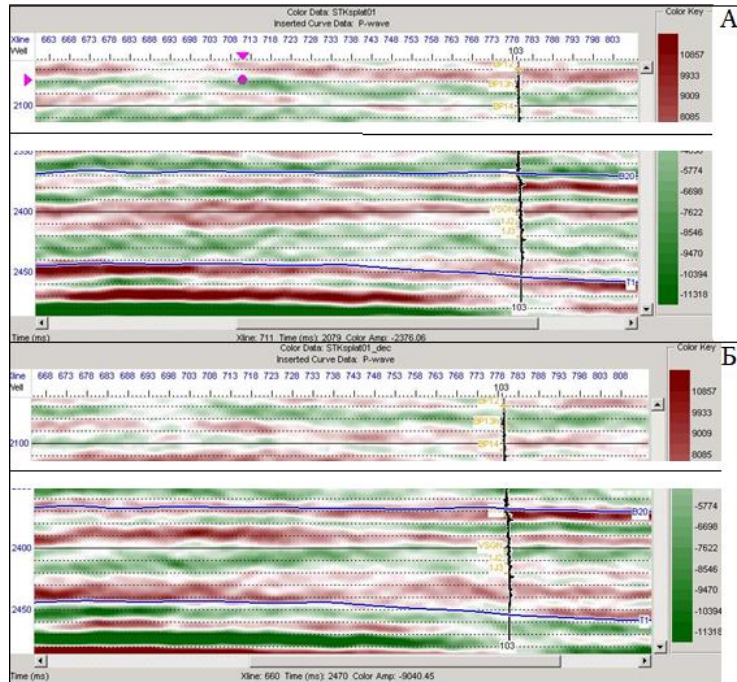 Color Data: STKsplat01 А
Inserted Curve Data: P-wave
Color Key
Xline 663 668 673 678 683 688 693 698 703 708 713 718 723 728 733 738 743 748 753 758 763 768 773 778 783 788 793 798 803
Well 103
10857
9933
9009
8085
2100
BP14
-5774
-6698
-7622
-8546
-9470
-10394
-11318
B20
2400
2450
T1
103
Time (ms) Xline: 711 Time (ms): 2079 Color Amp: -2376.06
Color Data: STKsplat01_dec Б
Inserted Curve Data: P-wave
Color Key
668 673 678 683 688 693 698 703 708 713 718 723 728 733 738 743 748 753 758 763 768 773 778 783 788 793 798 803 808
Well 103
10857
9933
9009
8085
2100
BP14
-5774
-6698
-7622
-8546
-9470
-10394
-11318
B20
2400
2450
T1
103
Time (ms) Xline: 660 Time (ms): 2470 Color Amp: -9040.45